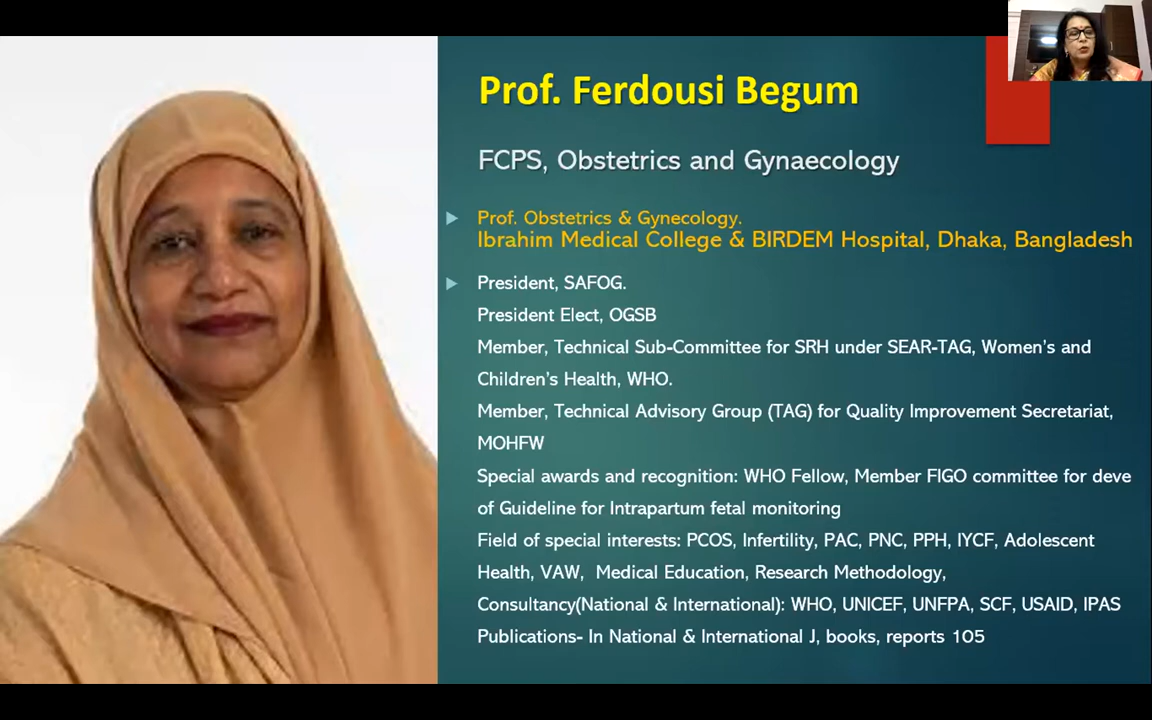 Prof. Ferdousi Begum
FCPS, Obstetrics and Gynaecology
Prof. Obstetrics & Gynecology.
Ibrahim Medical College & BIRDEM Hospital, Dhaka, Bangladesh
President, SAFOG.
President Elect, OGSB
Member, Technical Sub-Committee for SRH under SEAR-TAG, Women's and
Children's Health, WHO.
Member, Technical Advisory Group (TAG) for Quality Improvement Secretariat,
MOHFW
Special awards and recognition: WHO Fellow, Member FIGO committee for deve
of Guideline for Intrapartum fetal monitoring
Field of special interests: PCOS, Infertility, PAC, PNC, PPH, IYCF, Adolescent
Health, VAW, Medical Education, Research Methodology,
Consultancy(National & International): WHO, UNICEF, UNFPA, SCF, USAID, IPAS
Publications- In National & International J, books, reports 105